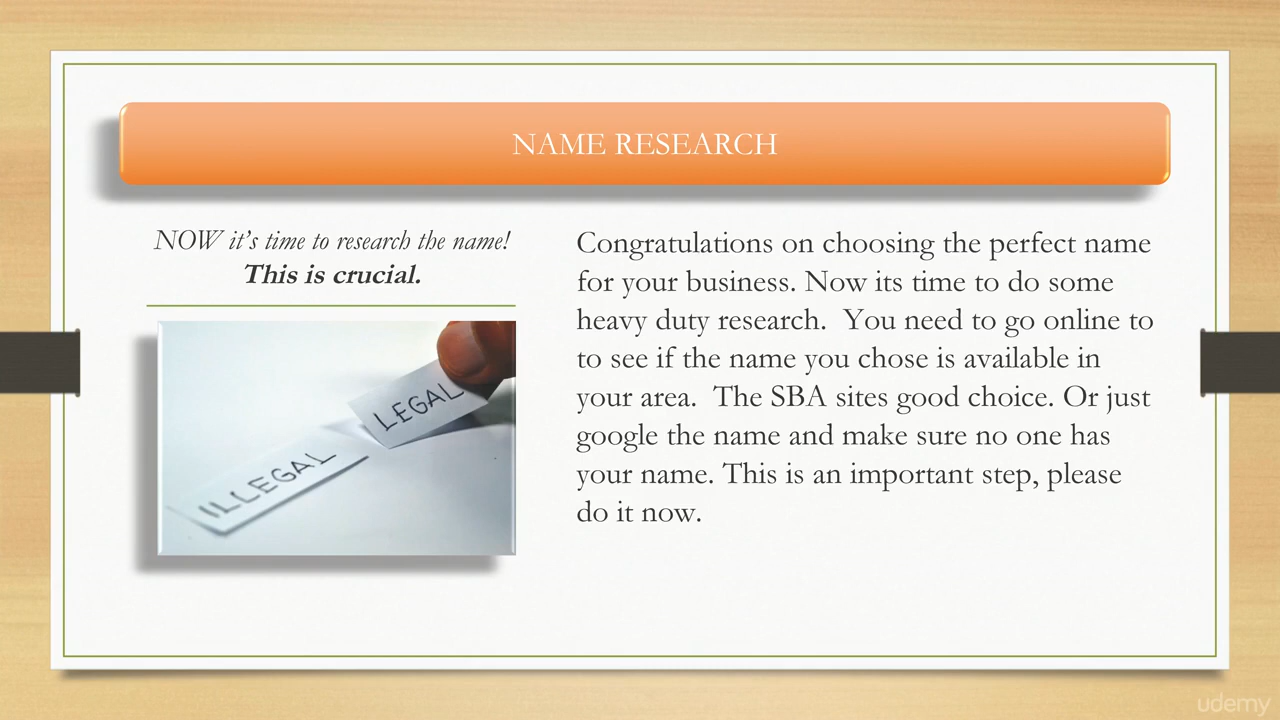 NAME RESEARCH
NOW it's time to research the name!
This is crucial.
LEGAL
ILLEGAL
Congratulations on choosing the perfect name
for your business. Now its time to do some
heavy duty research.  You need to go online to
to see if the name you chose is available in
your area.  The SBA sites good choice. Or just
google the name and make sure no one has
your name. This is an important step, please
do it now.
udemy